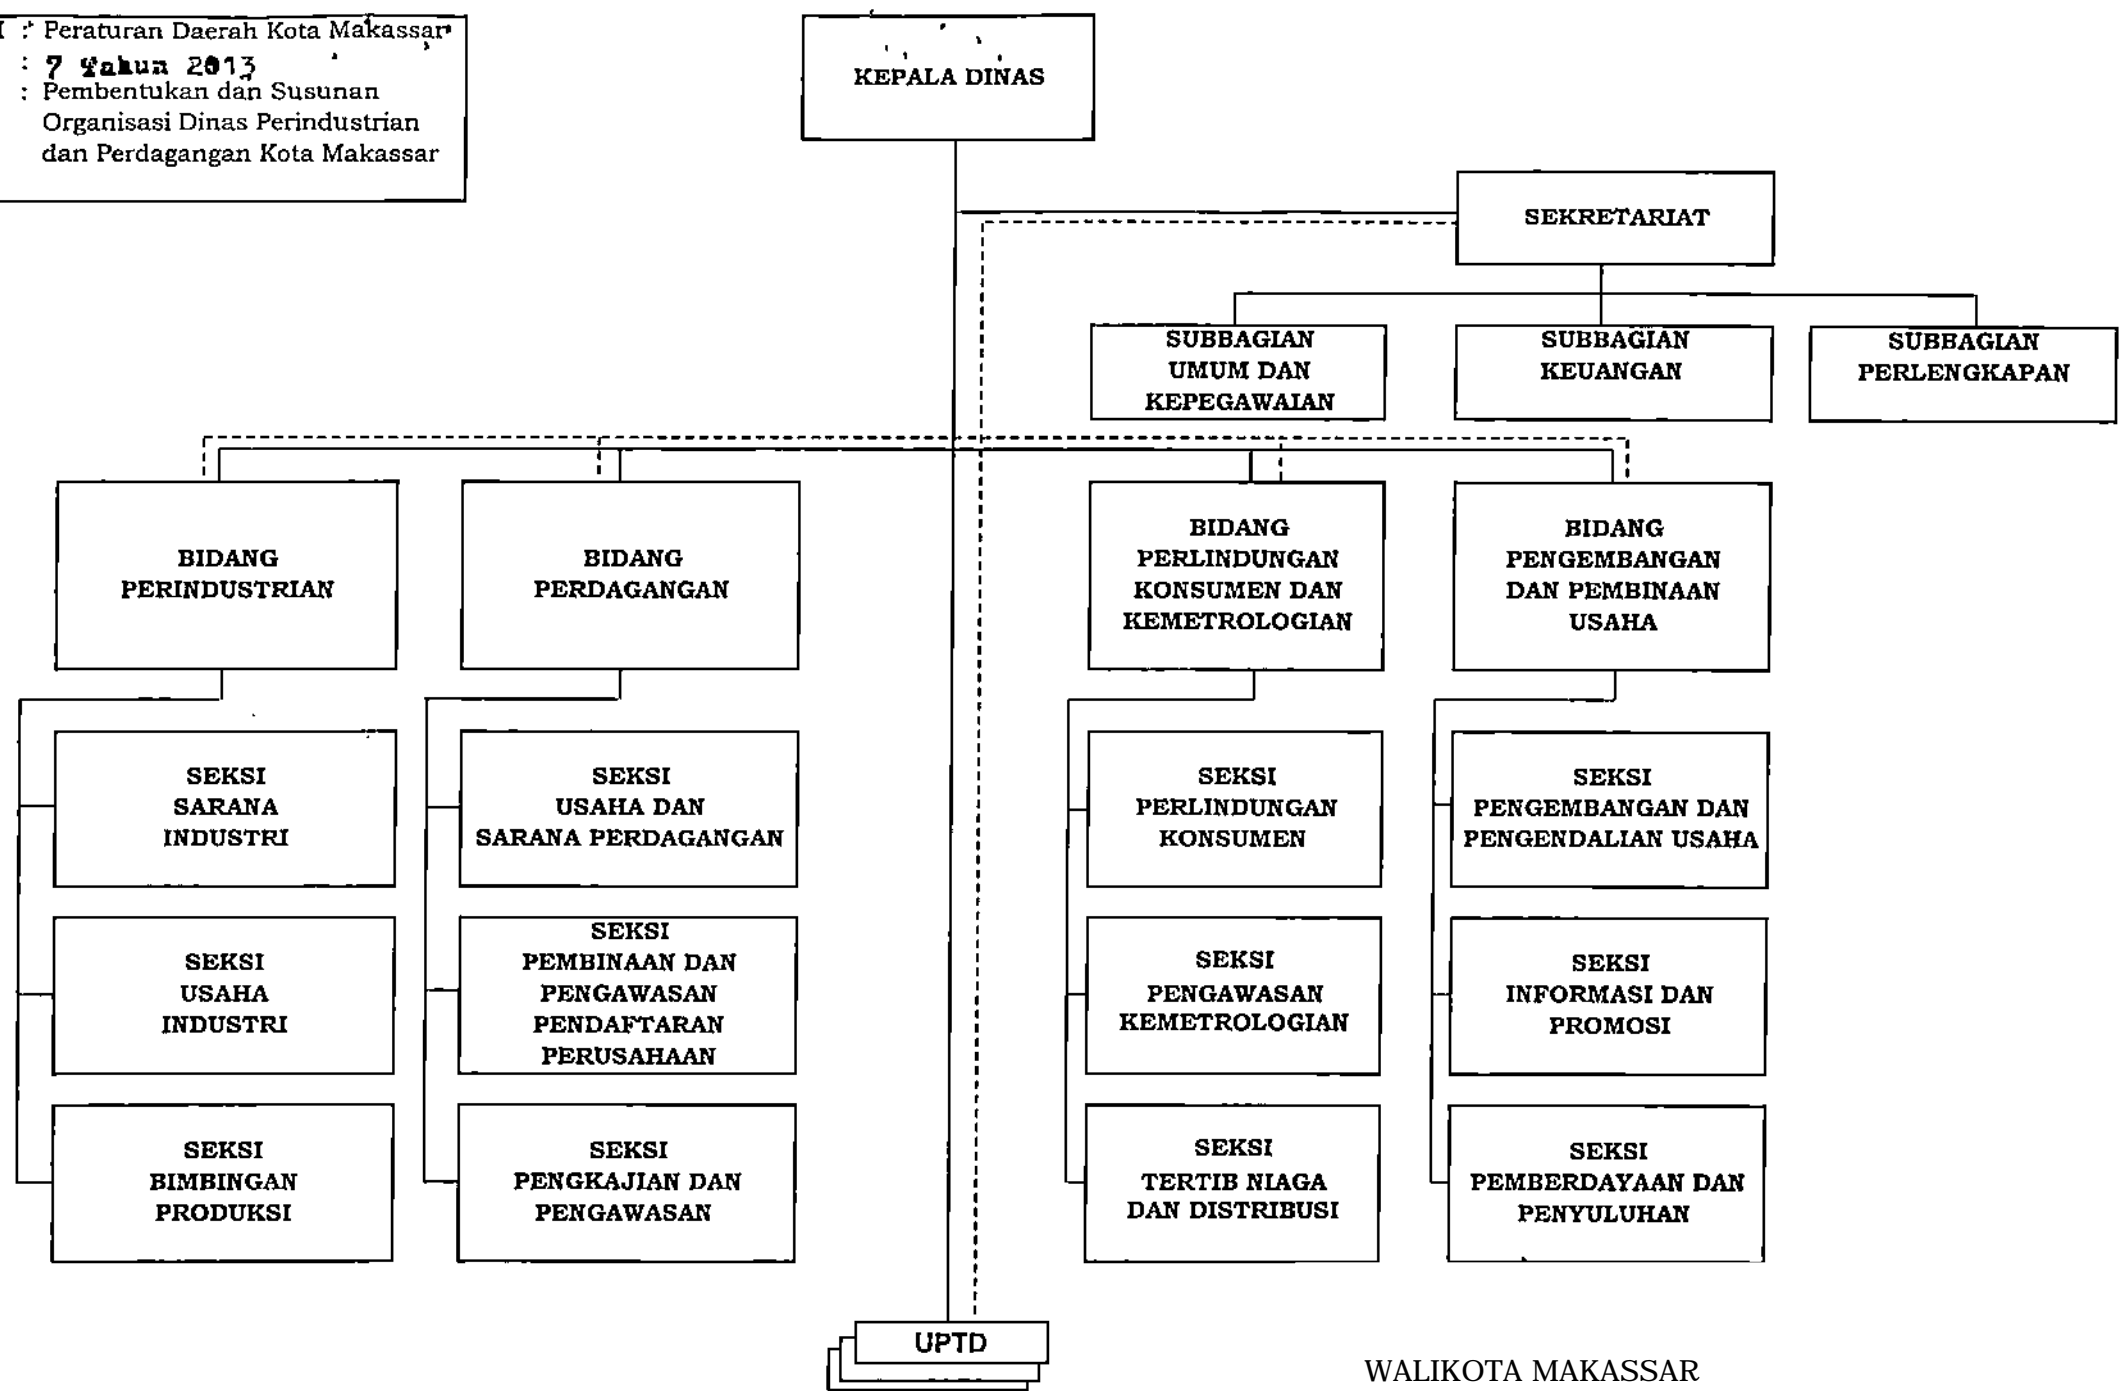 : Peraturan Daerah Kota Makassar
: 7 Tahun 2013
: Pembentukan dan Susunan
Organisasi Dinas Perindustrian
dan Perdagangan Kota Makassar
KEPALA DINAS
SEKRETARIAT
SUBBAGIAN
UMUM DAN
KEPEGAWAIAN
SUBBAGIAN
KEUANGAN
SUBBAGIAN
PERLENGKAPAN
BIDANG
PERINDUSTRIAN
BIDANG
PERDAGANGAN
BIDANG
PERLINDUNGAN
KONSUMEN DAN
KEMETROLOGIAN
BIDANG
PENGEMBANGAN
DAN PEMBINAAN
USAHA
SEKSI
SARANA
INDUSTRI
SEKSI
USAHA DAN
SARANA PERDAGANGAN
SEKSI
PERLINDUNGAN
KONSUMEN
SEKSI
PENGEMBANGAN DAN
PENGENDALIAN USAHA
SEKSI
USAHA
INDUSTRI
SEKSI
PEMBINAAN DAN
PENGAWASAN
PENDAFTARAN
PERUSAHAAN
SEKSI
PENGAWASAN
KEMETROLOGIAN
SEKSI
INFORMASI DAN
PROMOSI
SEKSI
BIMBINGAN
PRODUKSI
SEKSI
PENGKAJIAN DAN
PENGAWASAN
SEKSI
TERTIB NIAGA
DAN DISTRIBUSI
SEKSI
PEMBERDAYAAN DAN
PENYULUHAN
UPTD
WALIKOTA MAKASSAR